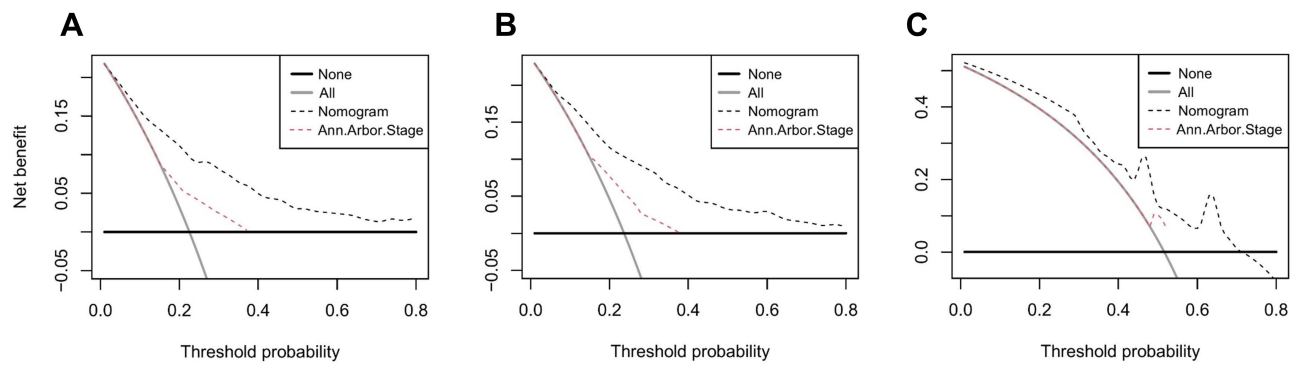 A
B
C
None
All
Nomogram
Ann.Arbor.Stage
None
All
Nomogram
Ann.Arbor.Stage
None
All
Nomogram
Ann.Arbor.Stage
Net benefit
0.15
0.05
−0.05
0.15
0.05
−0.05
0.4
0.2
0.0
0.0 0.2 0.4 0.6 0.8
0.0 0.2 0.4 0.6 0.8
0.0 0.2 0.4 0.6 0.8
Threshold probability
Threshold probability
Threshold probability